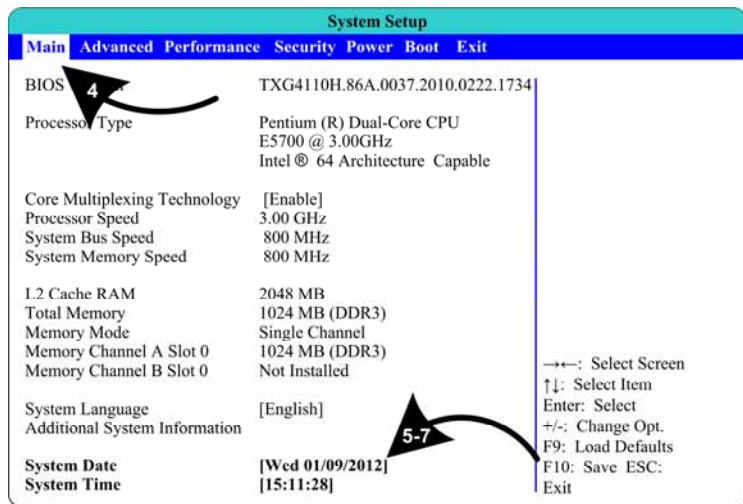 System Setup
Main Advanced Performance Security Power Boot Exit
BIOS TXG4110H.86A.0037.2010.0222.1734
4
Processor Type Pentium (R) Dual-Core CPU
E5700 @ 3.00GHz
Intel ® 64 Architecture Capable
Core Multiplexing Technology [Enable]
Processor Speed 3.00 GHz
System Bus Speed 800 MHz
System Memory Speed 800 MHz
L2 Cache RAM 2048 MB
Total Memory 1024 MB (DDR3)
Memory Mode Single Channel
Memory Channel A Slot 0 1024 MB (DDR3)
Memory Channel B Slot 0 Not Installed
System Language [English]
Additional System Information
5-7
System Date [Wed 01/09/2012]
System Time [15:11:28]
→←: Select Screen
↑↓: Select Item
Enter: Select
+/-: Change Opt.
F9: Load Defaults
F10: Save ESC:
Exit